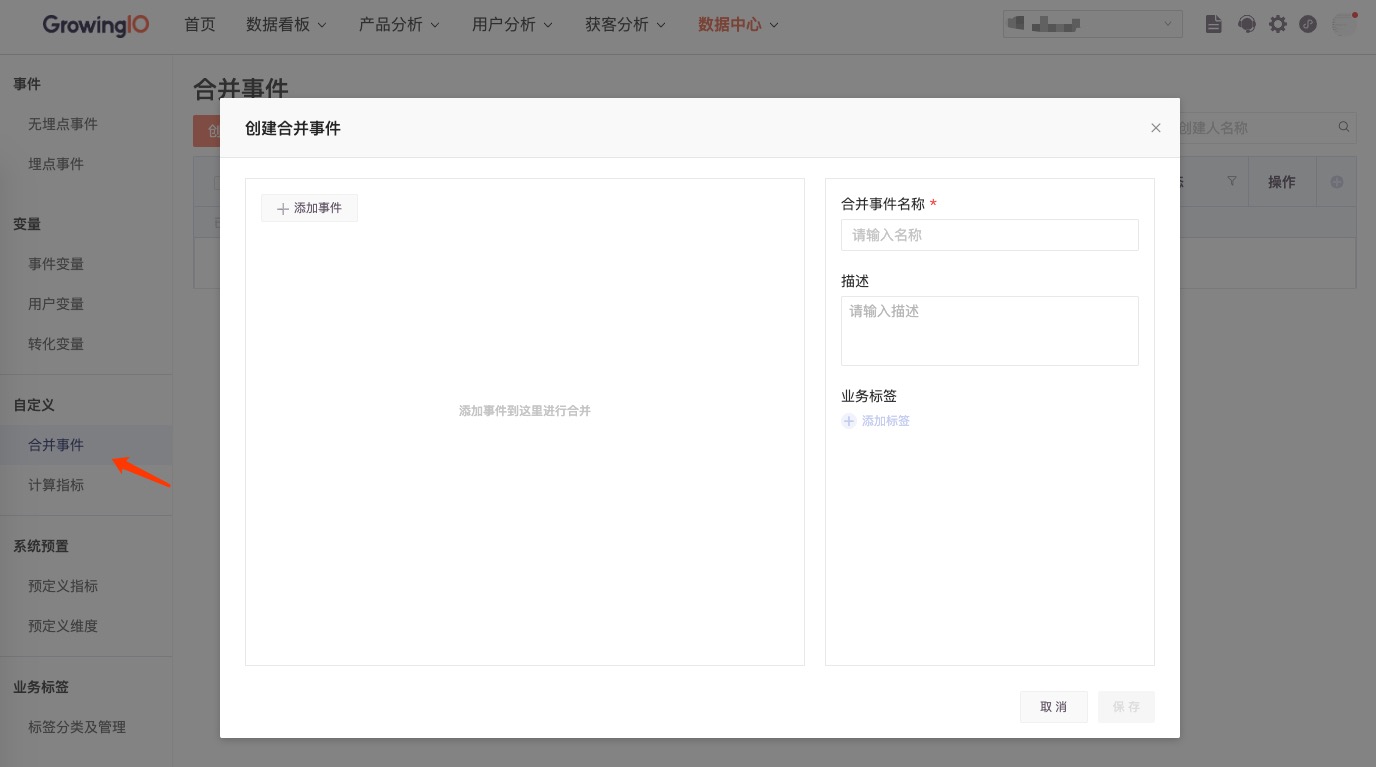 GrowingIO 首页 数据看板 产品分析 用户分析 获客分析 数据中心
事件
无埋点事件
埋点事件
变量
事件变量
用户变量
转化变量
自定义
合并事件
计算指标
系统预置
预定义指标
预定义维度
业务标签
标签分类及管理
合并事件
创
创建人名称
操作
创建合并事件
添加事件
添加事件到这里进行合并
合并事件名称 *
请输入名称
描述
请输入描述
业务标签
添加标签
取 消
保 存